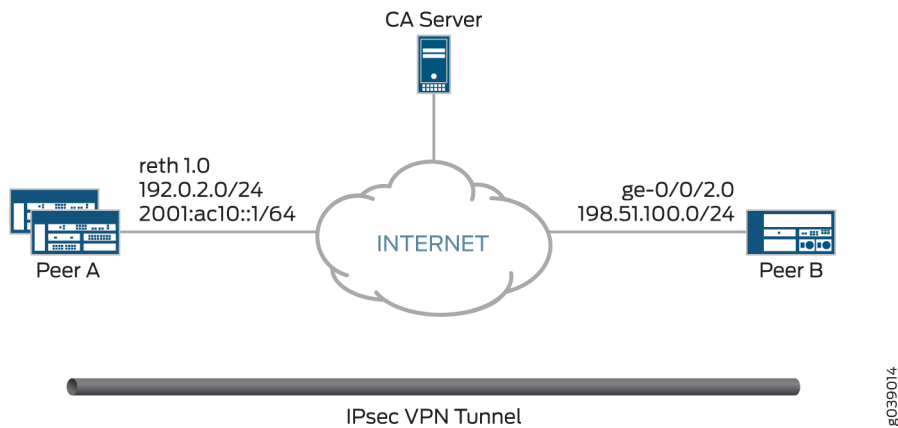 CA Server
reth 1.0
192.0.2.0/24
2001:ac10::1/64
Peer A
INTERNET
ge-0/0/2.0
198.51.100.0/24
Peer B
IPsec VPN Tunnel
g039014